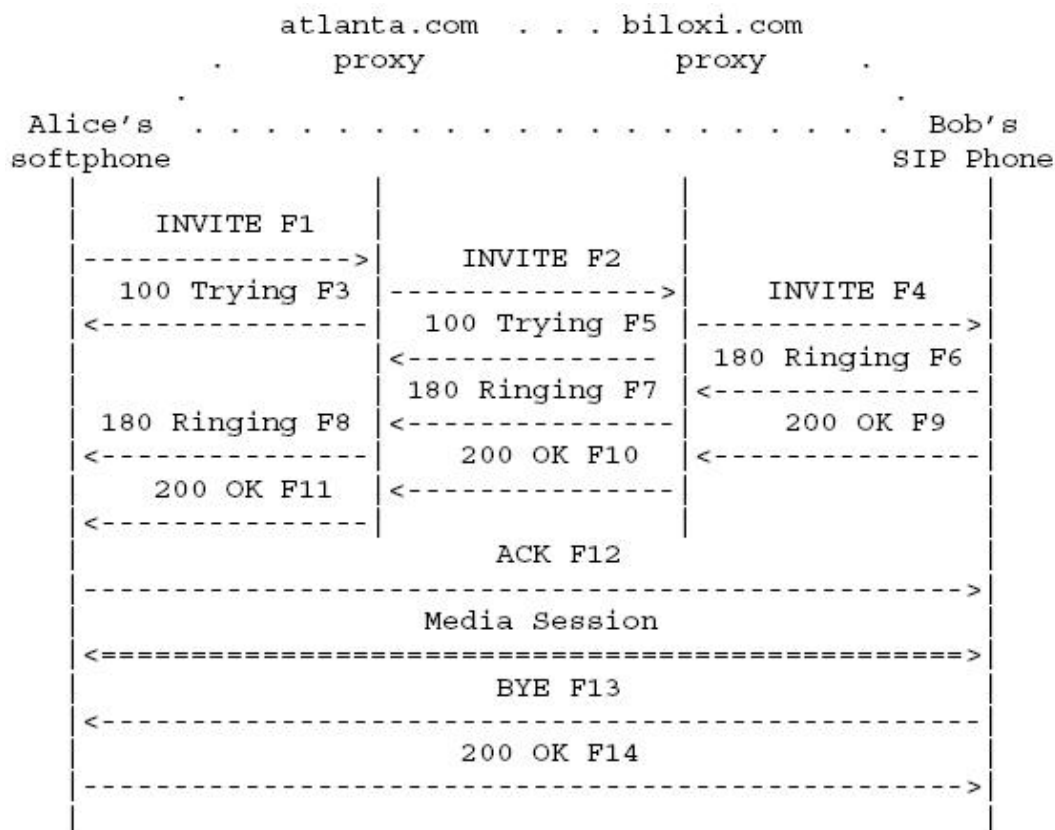 atlanta.com . . . biloxi.com
. proxy proxy .
. .
Alice's . . . . . . . . . . . . . . . . . . . . Bob's
softphone SIP Phone
| | | |
| INVITE F1 | | |
|--------------->| INVITE F2 | |
| 100 Trying F3 |--------------->| INVITE F4 |
|<---------------| 100 Trying F5 |--------------->|
| |<-------------- | 180 Ringing F6 |
| | 180 Ringing F7 |<---------------|
| 180 Ringing F8 |<---------------| 200 OK F9 |
|<---------------| 200 OK F10 |<---------------|
| 200 OK F11 |<---------------| |
|<---------------| | |
| ACK F12 |
|------------------------------------------------->|
| Media Session |
|<================================================>|
| BYE F13 |
|<-------------------------------------------------|
| 200 OK F14 |
|------------------------------------------------->|
| |